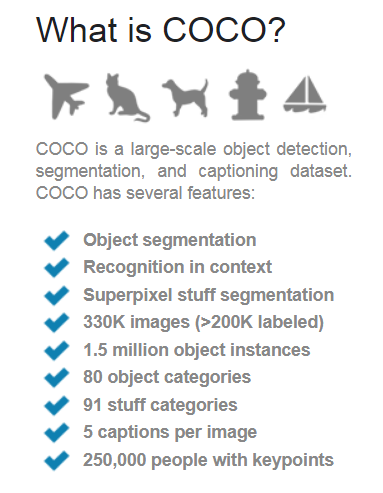 What is COCO?
COCO is a large-scale object detection,
segmentation, and captioning dataset.
COCO has several features:
Object segmentation
Recognition in context
Superpixel stuff segmentation
330K images (>200K labeled)
1.5 million object instances
80 object categories
91 stuff categories
5 captions per image
250,000 people with keypoints